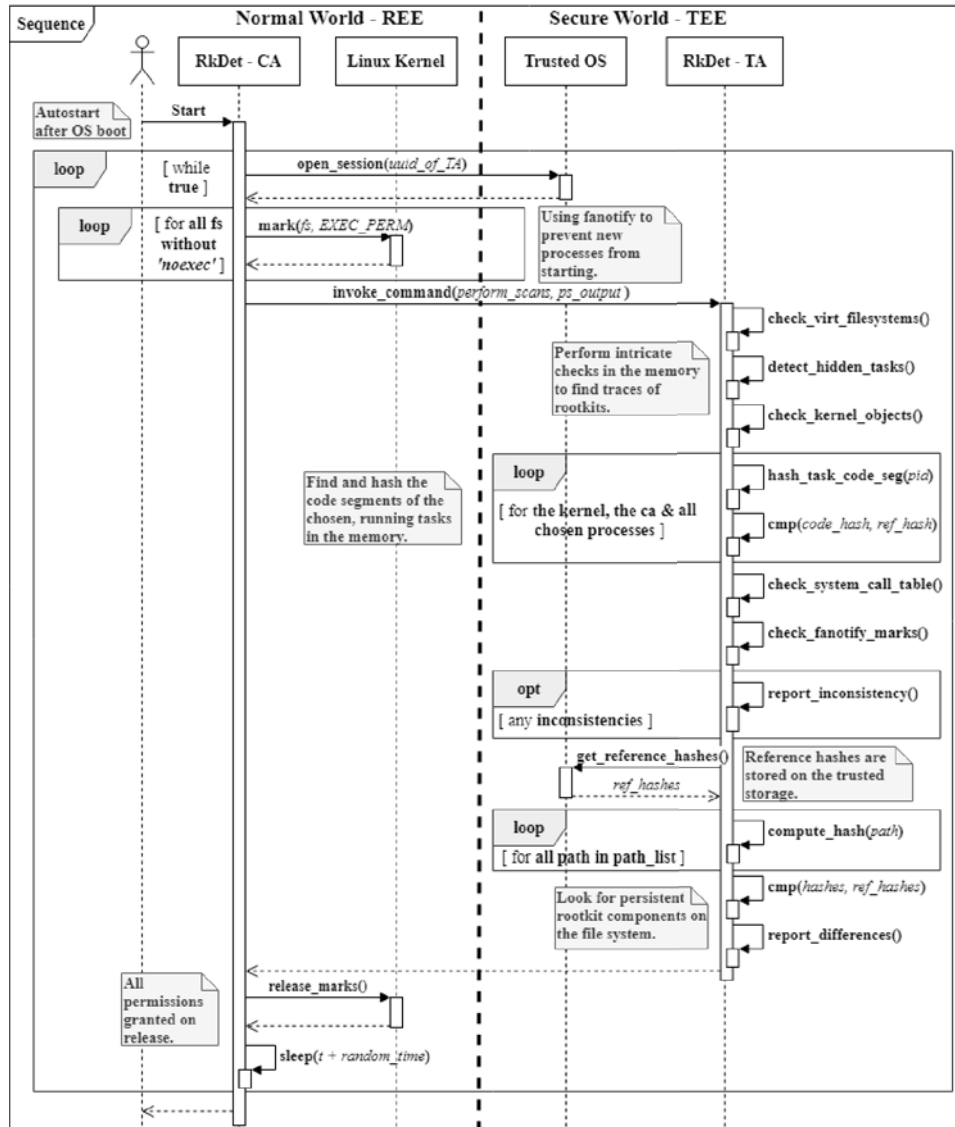 Sequence
Normal World - REE
Secure World - TEE
RkDet - CA
Linux Kernel
Trusted OS
RkDet - TA
Autostart
after OS boot
Start
loop
[ while
true ]
open_session(uuid_of_TA)
loop
[ for all fs
without
'noexec' ]
mark(fs, EXEC_PERM)
Using fanotify to
prevent new
processes from
starting.
invoke_command(perform_scans, ps_output )
check_virt_filesystems()
Perform intricate
checks in the memory
to find traces of
rootkits.
detect_hidden_tasks()
check_kernel_objects()
Find and hash the
code segments of the
chosen, running tasks
in the memory.
loop
[ for the kernel, the ca & all
chosen processes ]
hash_task_code_seg(pid)
cmp(code_hash, ref_hash)
check_system_call_table()
check_fanotify_marks()
opt
[ any inconsistencies ]
report_inconsistency()
get_reference_hashes()
ref_hashes
Reference hashes are
stored on the trusted
storage.
loop
[ for all path in path_list ]
compute_hash(path)
Look for persistent
rootkit components on
the file system.
cmp(hashes, ref_hashes)
report_differences()
All
permissions
granted on
release.
release_marks()
sleep(t + random_time)